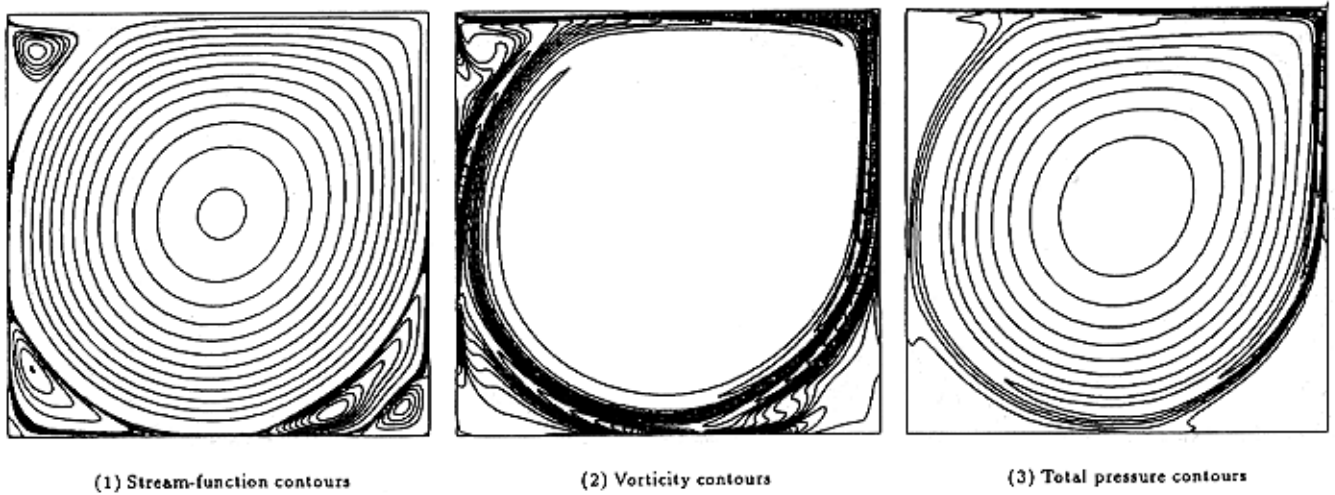 (1) Stream-function contours
(2) Vorticity contours
(3) Total pressure contours